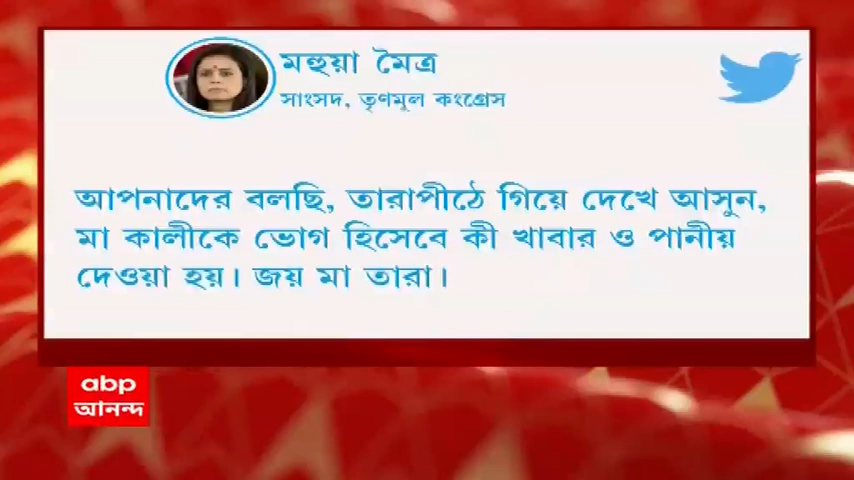 মহুয়া মৈত্র
সাংসদ, তৃণমূল কংগ্রেস
আপনাদের বলছি, তারাপীঠে গিয়ে দেখে আসুন,
মা কালীকে ভোগ হিসেবে কী খাবার ও পানীয়
দেওয়া হয়। জয় মা তারা।
abp
আনন্দ